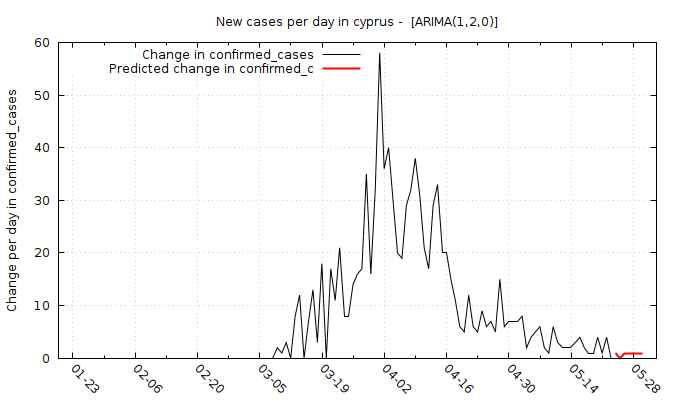 New cases per day in cyprus -  [ARIMA(1,2,0)]
Change in confirmed_cases
Predicted change in confirmed_c
Change per day in confirmed_cases
60
50
40
30
20
10
0
01-23 02-06 02-20 03-05 03-19 04-02 04-16 04-30 05-14 05-28